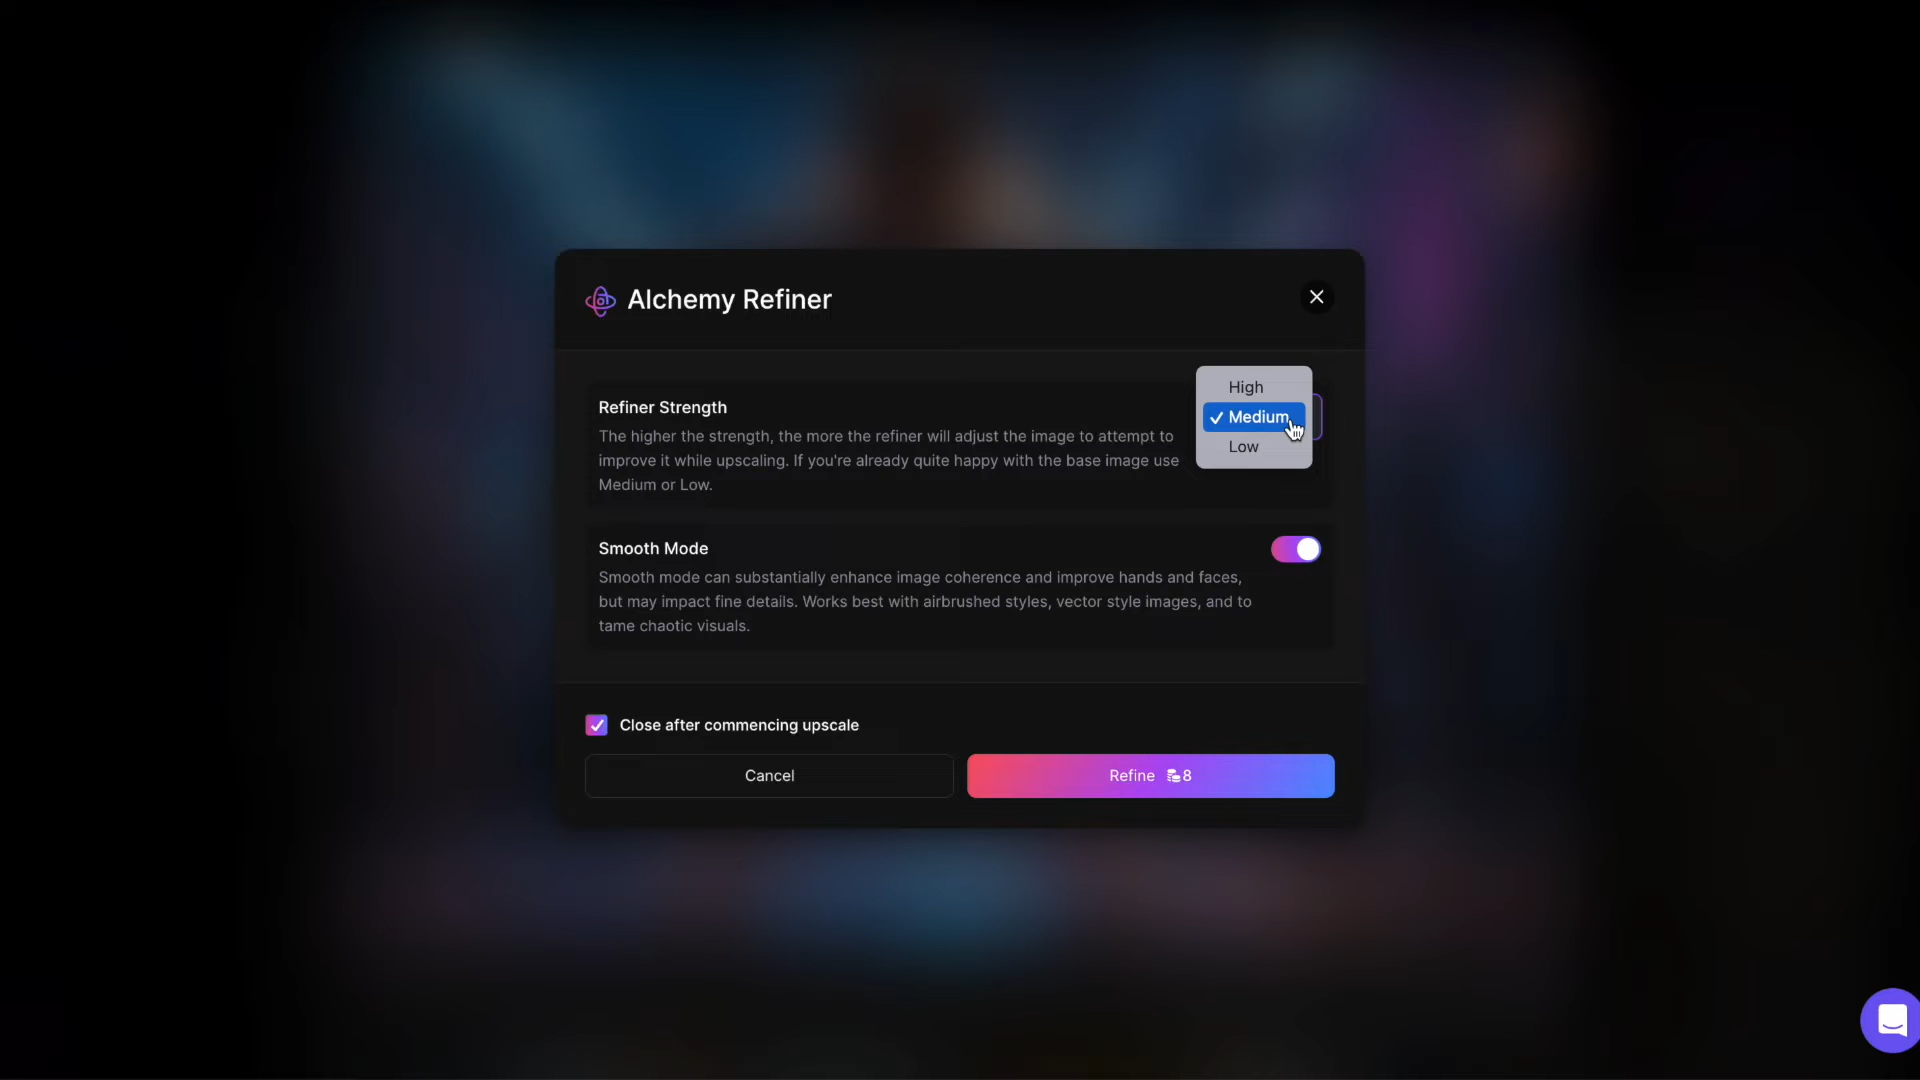 Alchemy Refiner
High
Refiner Strength
Medium
The higher the strength, the more the refiner will adjust the image to attempt to
improve it while upscaling. If you're already quite happy with the base image use
Low
Medium or Low.
Smooth Mode
Smooth mode can substantially enhance image coherence and improve hands and faces,
but may impact fine details. Works best with airbrushed styles, vector style images, and to
tame chaotic visuals.
Close after commencing upscale
Cancel
Refine 8